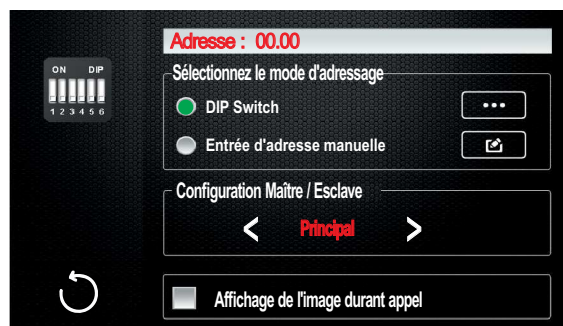 Adresse : 00.00
ON DIP
1 2 3 4 5 6
Sélectionnez le mode d'adressage
DIP Switch
Entrée d'adresse manuelle
Configuration Maître / Esclave
< Principal >
Affichage de l'image durant appel